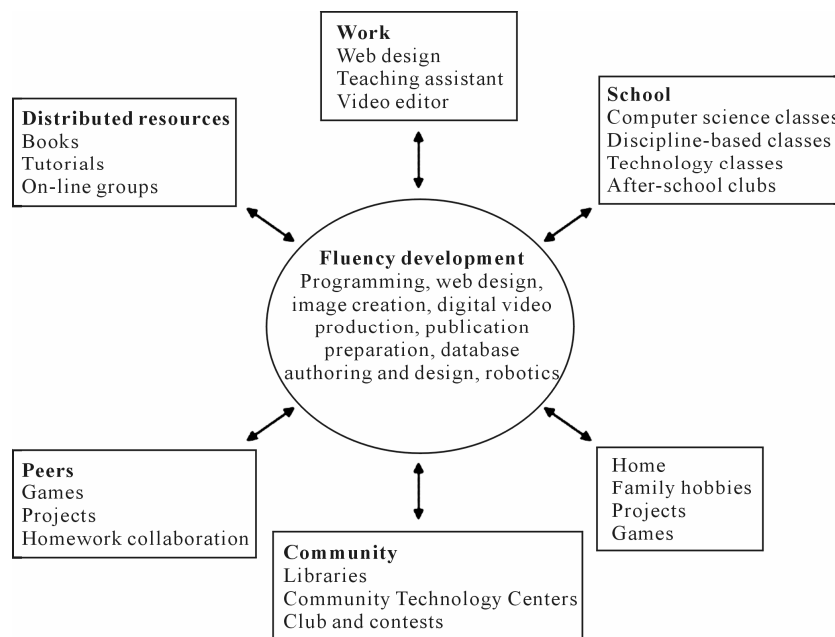 Work
Web design
Teaching assistant
Video editor
School
Computer science classes
Discipline-based classes
Technology classes
After-school clubs
Distributed resources
Books
Tutorials
On-line groups
Fluency development
Programming, web design,
image creation, digital video
production, publication
preparation, database
authoring and design, robotics
Peers
Games
Projects
Homework collaboration
Home
Family hobbies
Projects
Games
Community
Libraries
Community Technology Centers
Club and contests